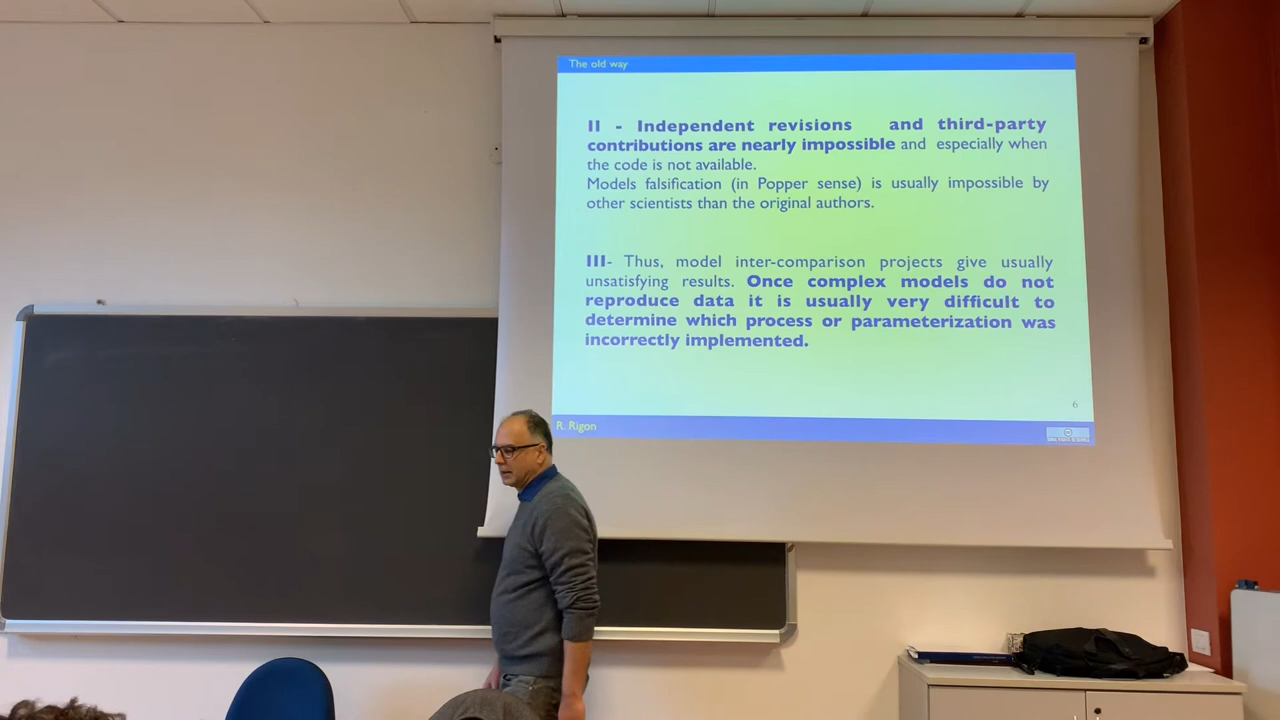 The old way
II - Independent revisions and third-party
contributions are nearly impossible and especially when
the code is not available.
Models falsification (in Popper sense) is usually impossible by
other scientists than the original authors.
III- Thus, model inter-comparison projects give usually
unsatisfying results. Once complex models do not
reproduce data it is usually very difficult to
determine which process or parameterization was
incorrectly implemented.
6
R. Rigon